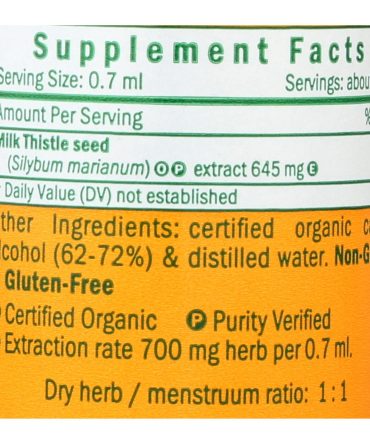 Supplement Facts
Serving Size: 0.7 ml Servings: abou
Amount Per Serving %
Milk Thistle seed
(Silybum marianum) Ⓞ Ⓟ extract 645 mg Ⓔ
Daily Value (DV) not established
ther Ingredients: certified organic c
lcohol (62-72%) & distilled water. Non-G
Gluten-Free
Certified Organic Ⓟ Purity Verified
Extraction rate 700 mg herb per 0.7 ml.
Dry herb / menstruum ratio: 1:1